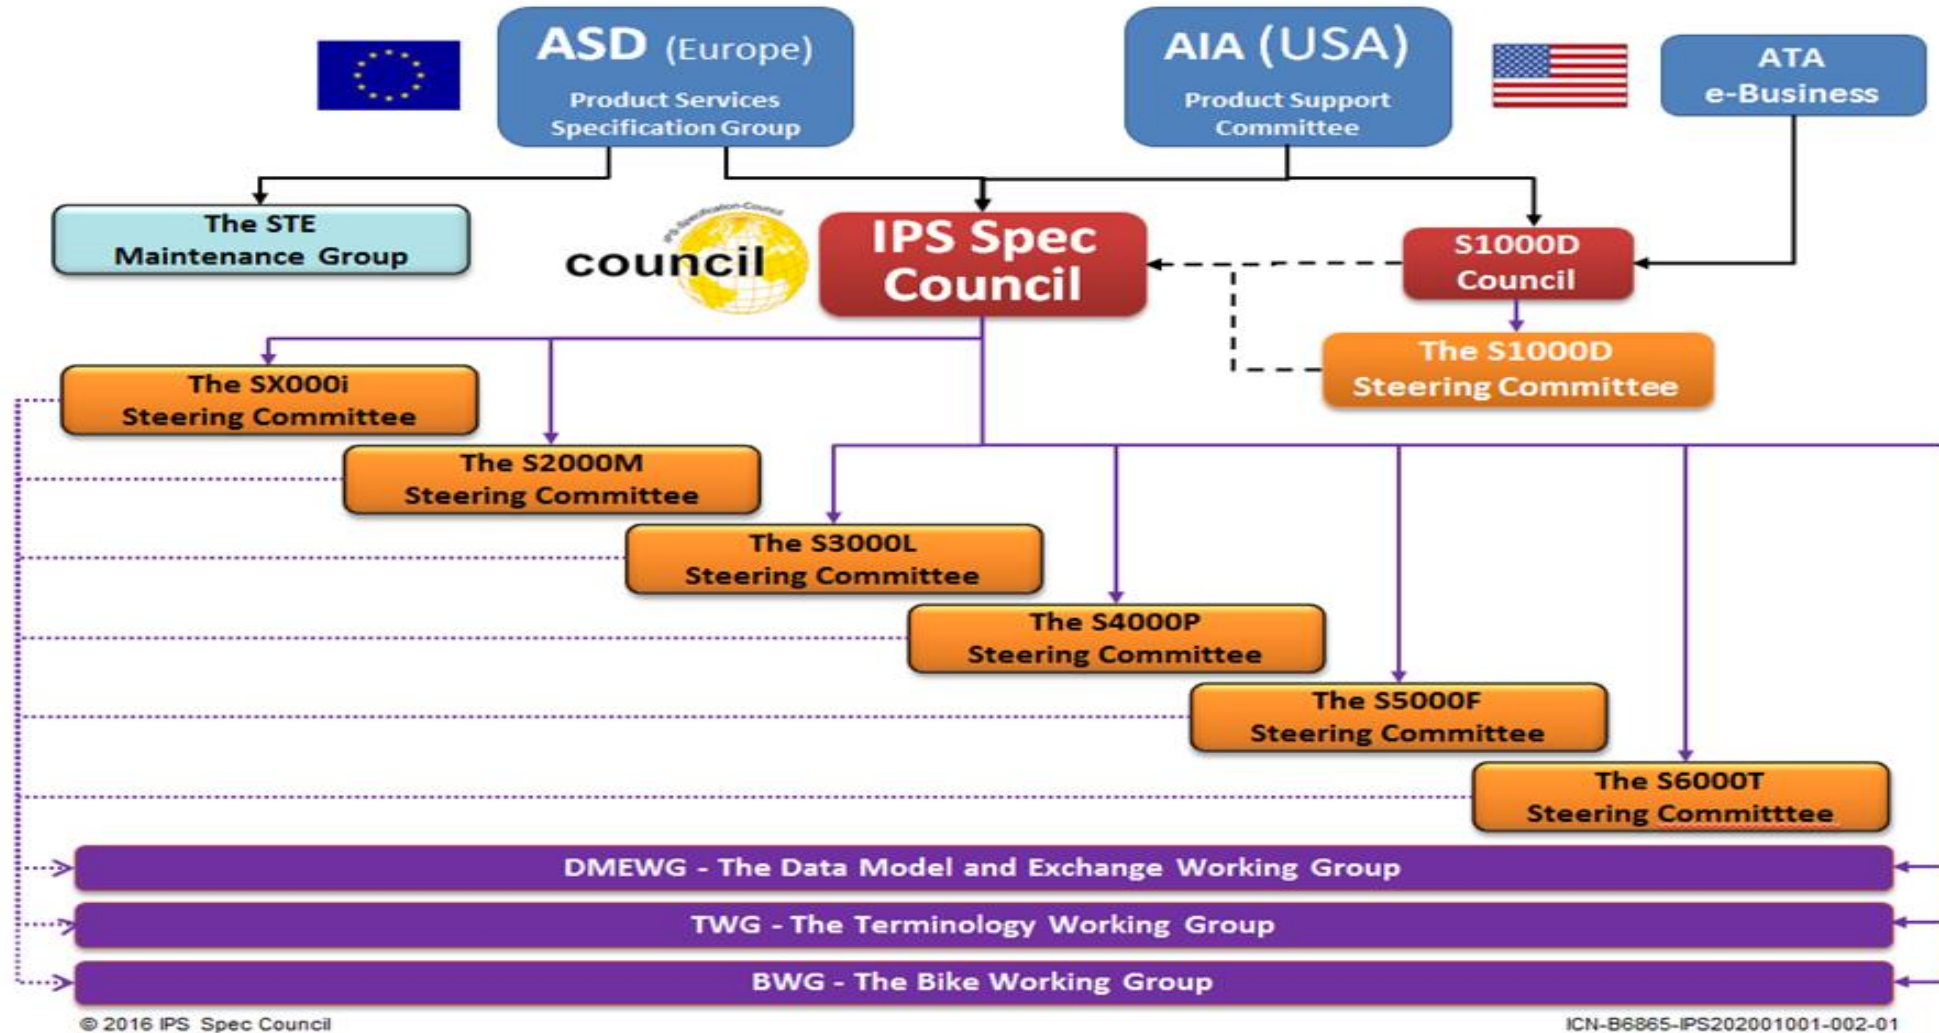 ASD (Europe)
Product Services
Specification Group
AIA (USA)
Product Support
Committee
ATA
e-Business
The STE
Maintenance Group
IPS-Specification-Council
council
IPS Spec
Council
S1000D
Council
The S1000D
Steering Committee
The SX000i
Steering Committee
The S2000M
Steering Committee
The S3000L
Steering Committee
The S4000P
Steering Committee
The S5000F
Steering Committee
The S6000T
Steering Committtee
DMEWG - The Data Model and Exchange Working Group
TWG - The Terminology Working Group
BWG - The Bike Working Group
© 2016 IPS Spec Council
ICN-B6865-IPS202001001-002-01